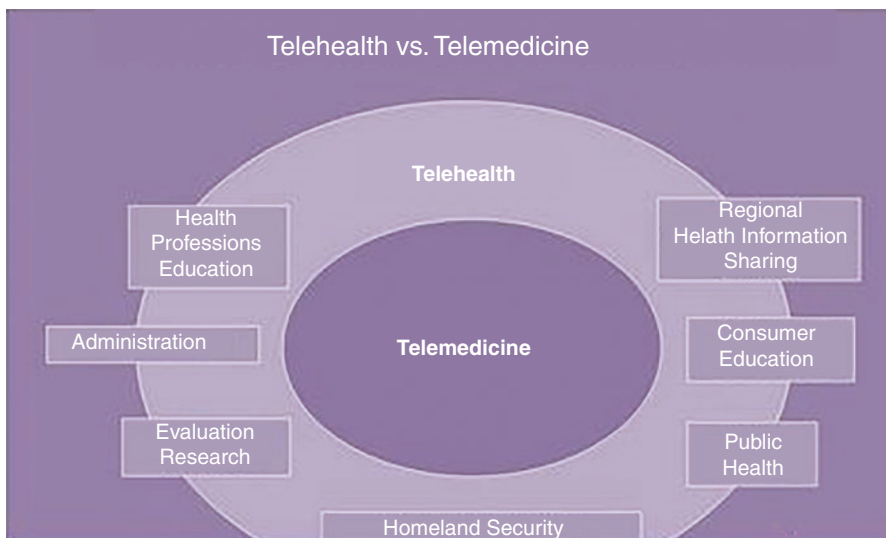 Telehealth vs. Telemedicine
Telehealth
Health
Professions
Education
Regional
Helath Information
Sharing
Telemedicine
Administration
Consumer
Education
Evaluation
Research
Public
Health
Homeland Security